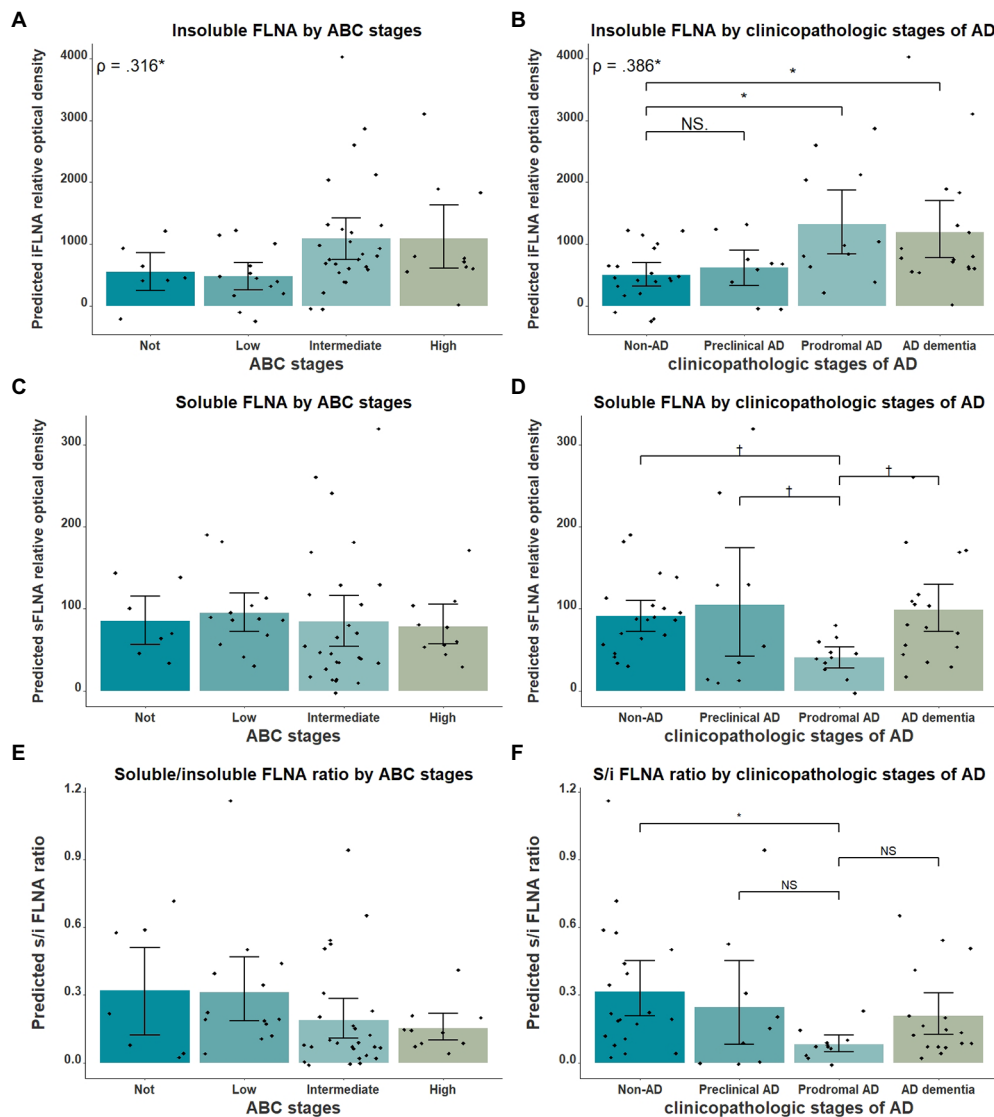 A
Insoluble FLNA by ABC stages
ρ = .316*
Predicted iFLNA relative optical density
4000
3000
2000
1000
0
Not Low Intermediate High
ABC stages
B
Insoluble FLNA by clinicopathologic stages of AD
ρ = .386*
*
*
NS.
Predicted iFLNA relative optical density
4000
3000
2000
1000
0
Non-AD Preclinical AD Prodromal AD AD dementia
clinicopathologic stages of AD
C
Soluble FLNA by ABC stages
Predicted sFLNA relative optical density
300
200
100
0
Not Low Intermediate High
ABC stages
D
Soluble FLNA by clinicopathologic stages of AD
†
†
†
Predicted sFLNA relative optical density
300
200
100
0
Non-AD Preclinical AD Prodromal AD AD dementia
clinicopathologic stages of AD
E
Soluble/insoluble FLNA ratio by ABC stages
Predicted s/i FLNA ratio
1.2
0.9
0.6
0.3
0.0
Not Low Intermediate High
ABC stages
F
S/i FLNA ratio by clinicopathologic stages of AD
*
NS
NS
Predicted s/i FLNA ratio
1.2
0.9
0.6
0.3
0.0
Non-AD Preclinical AD Prodromal AD AD dementia
clinicopathologic stages of AD